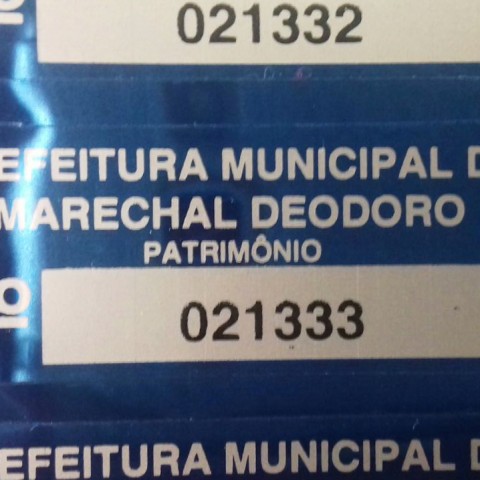 021332
EFEITURA MUNICIPAL D
MARECHAL DEODORO
PATRIMÔNIO
021333
EFEITURA MUNICIPAL D